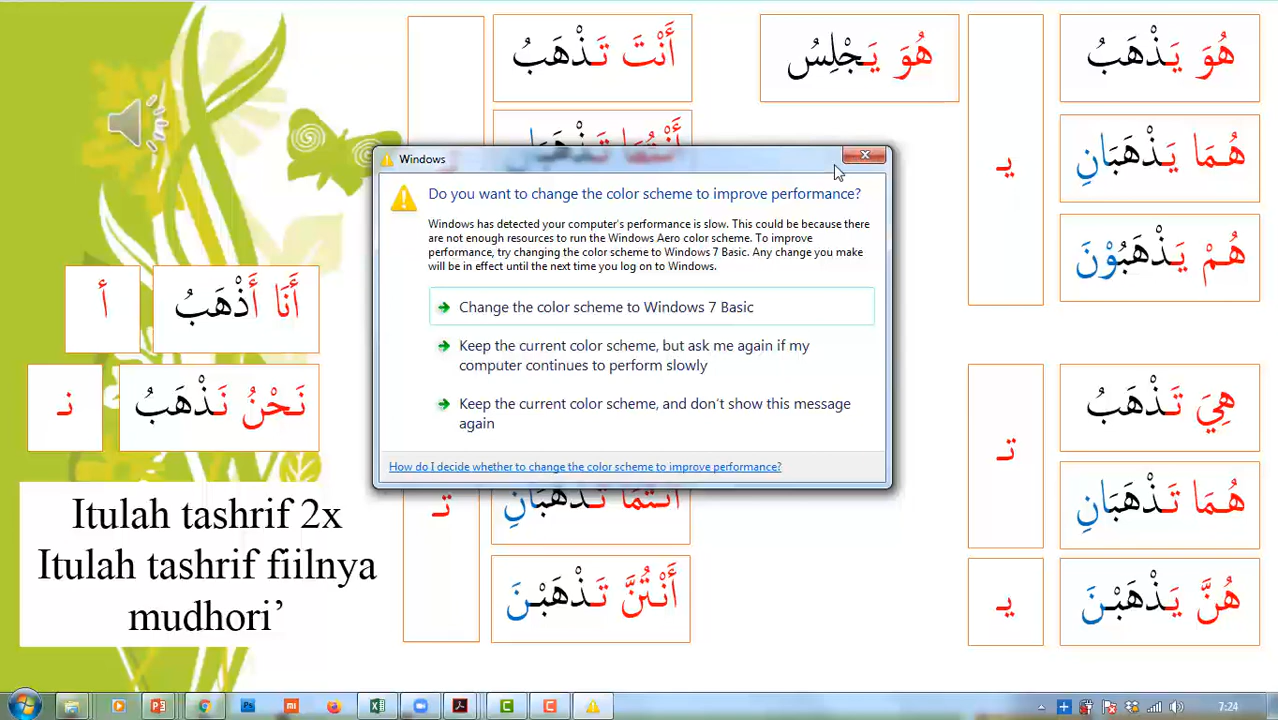 هُوَ يَذْهَبُ
هُمَا يَذْهَبَانِ
هُمْ يَذْهَبُوْنَ
يـ
هِيَ تَذْهَبُ
هُمَا تَذْهَبَانِ
هُنَّ يَذْهَبْنَ
تـ
يـ
هُوَ يَجْلِسُ
أَنْتَ تَذْهَبُ
أَنْتُمَا تَذْهَبَانِ
أَنْتُمَا تَذْهَبَانِ
أَنْتُنَّ تَذْهَبْنَ
تـ
أَنَا أَذْهَبُ
أ
نَحْنُ نَذْهَبُ
نـ
Itulah tashrif 2x
Itulah tashrif fiilnya
mudhori’
Windows
Do you want to change the color scheme to improve performance?
Windows has detected your computer's performance is slow. This could be because there
are not enough resources to run the Windows Aero color scheme. To improve
performance, try changing the color scheme to Windows 7 Basic. Any change you make
will be in effect until the next time you log on to Windows.
Change the color scheme to Windows 7 Basic
Keep the current color scheme, but ask me again if my
computer continues to perform slowly
Keep the current color scheme, and don't show this message
again
How do I decide whether to change the color scheme to improve performance?
7:24